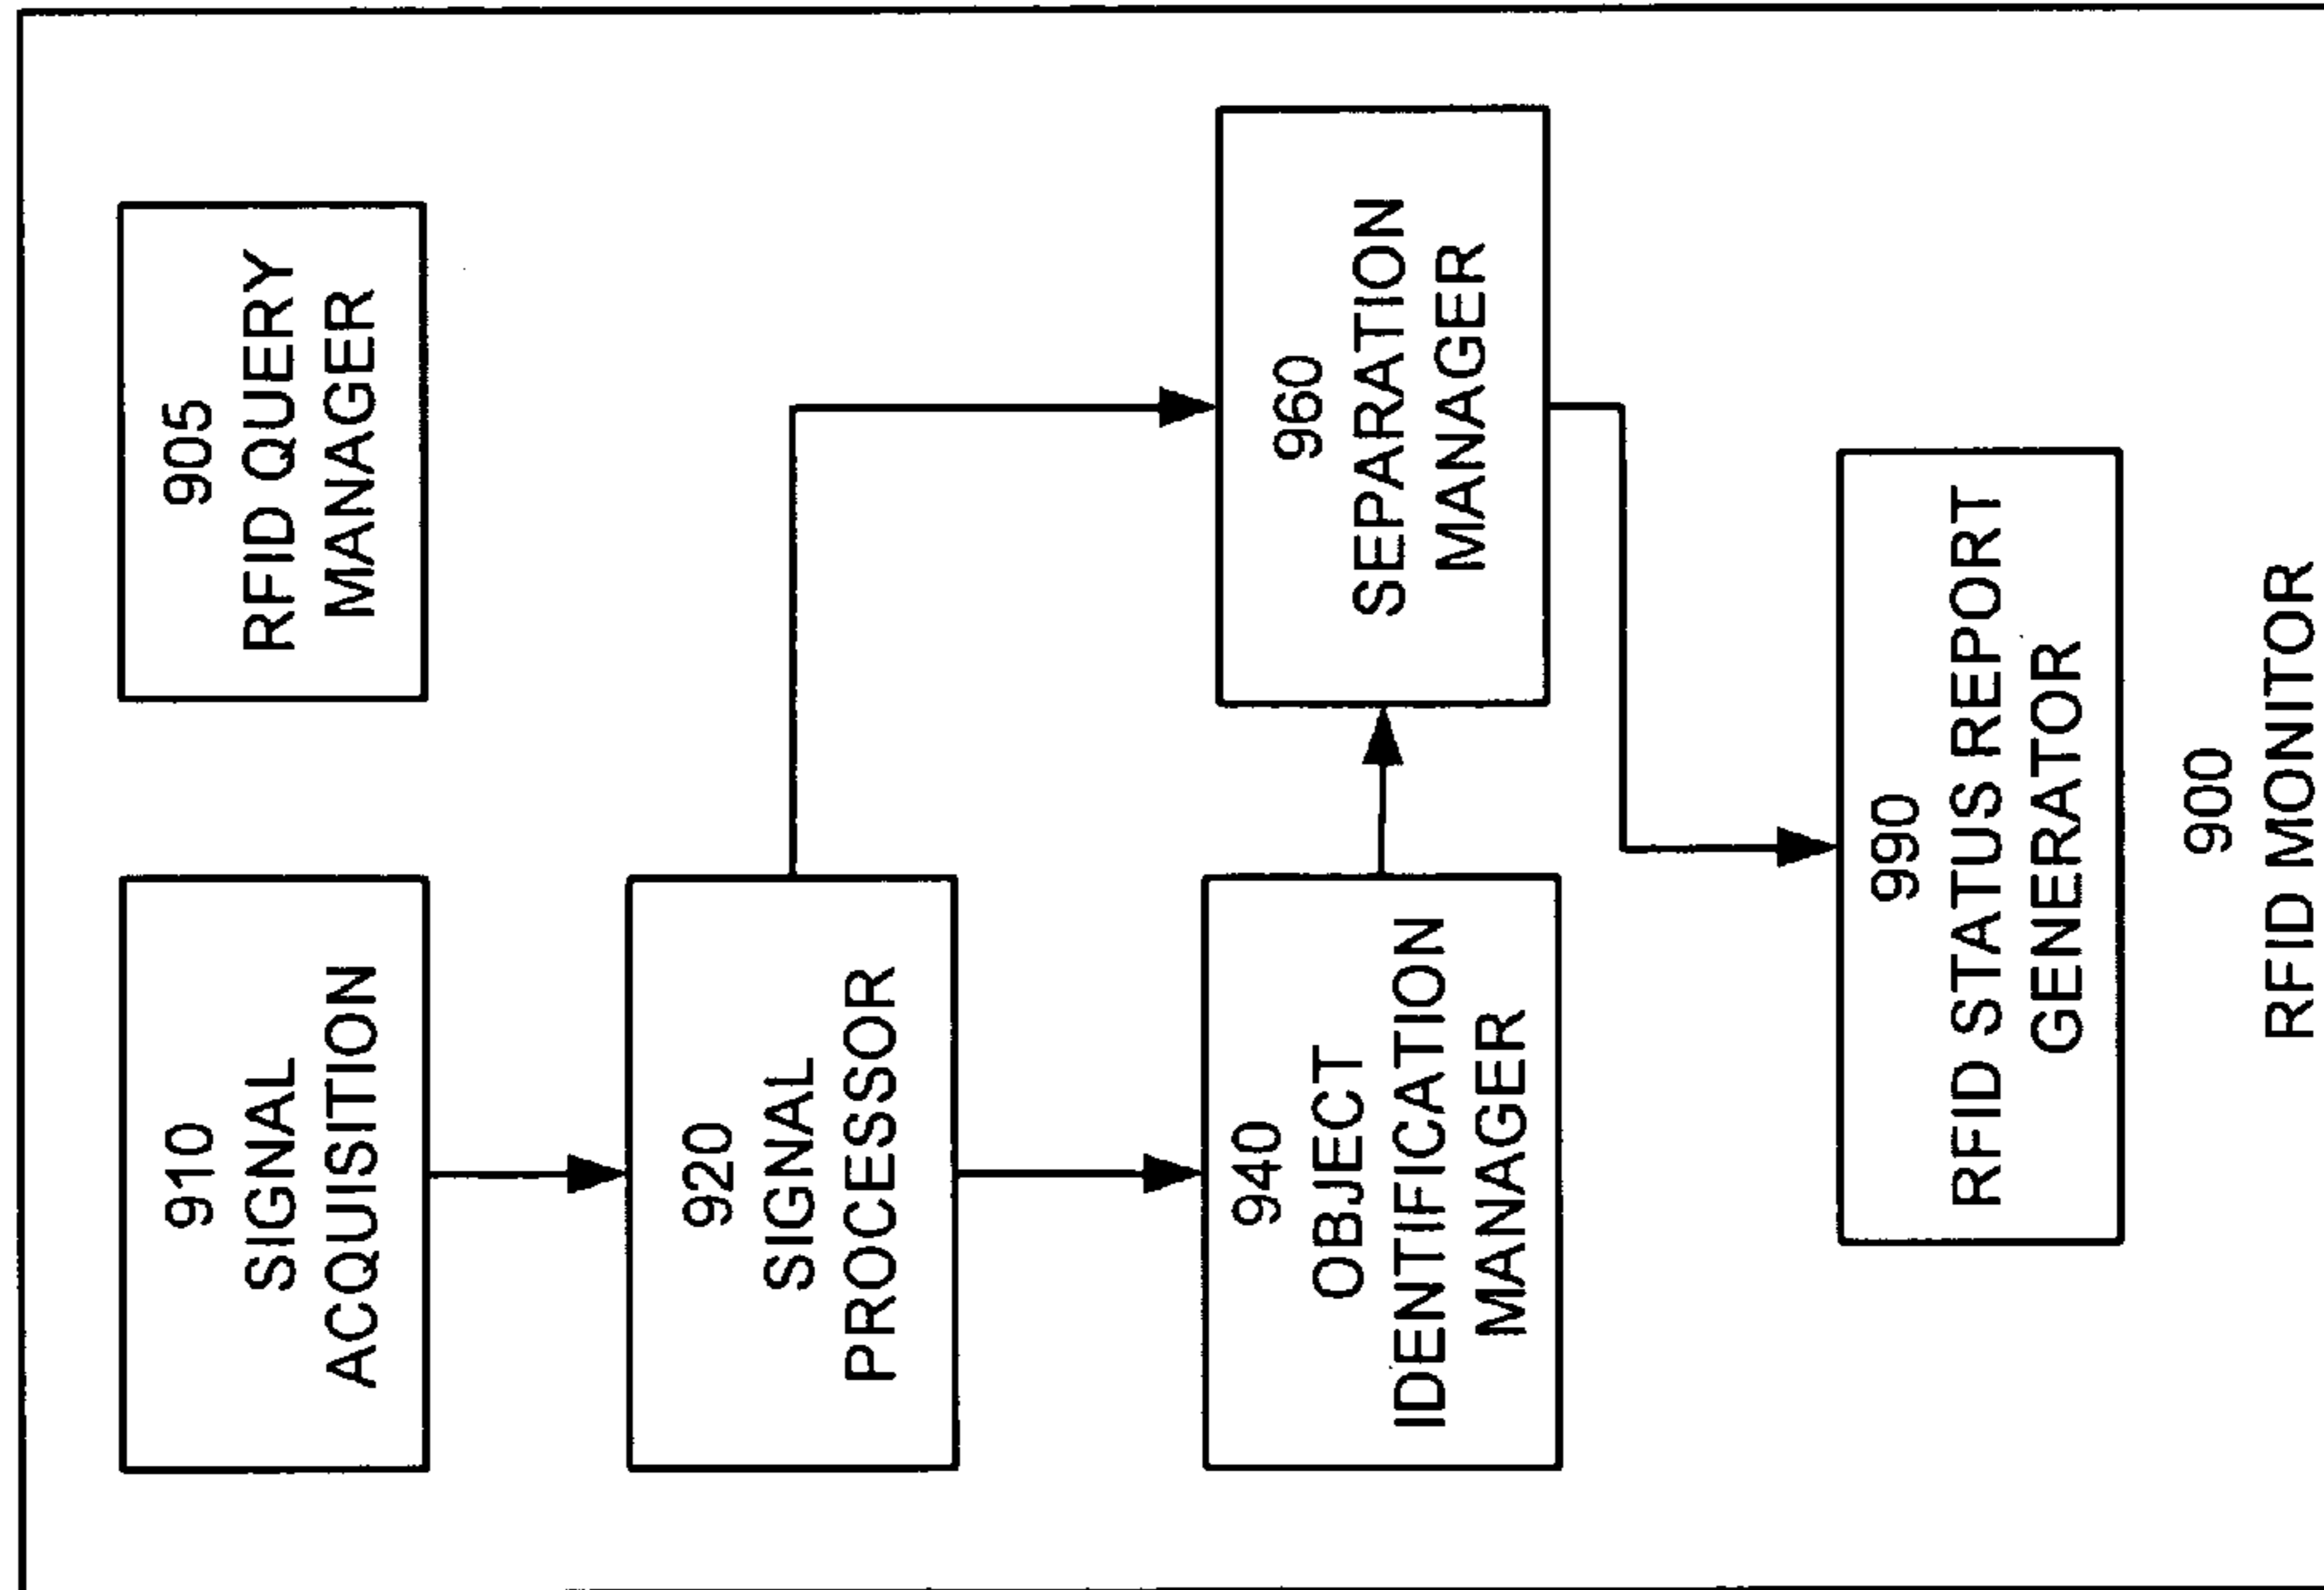 910
SIGNAL
ACQUISITION
905
RFID QUERY
MANAGER
920
SIGNAL
PROCESSOR
940
OBJECT
IDENTIFICATION
MANAGER
960
SEPARATION
MANAGER
990
RFID STATUS REPORT
GENERATOR
900
RFID MONITOR